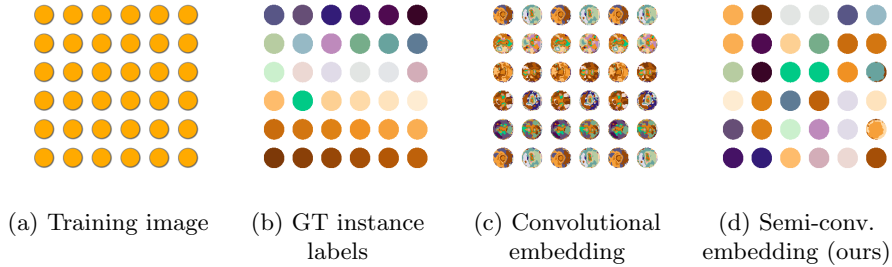 (a) Training image
(b) GT instance
labels
(c) Convolutional
embedding
(d) Semi-conv.
embedding (ours)